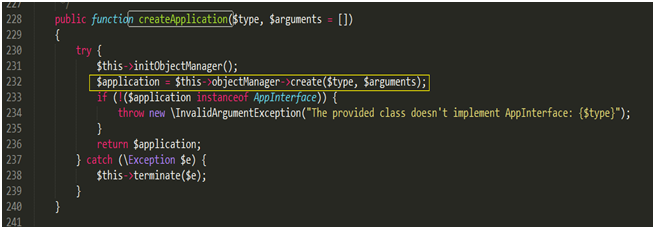 227 */
228 public function createApplication($type, $arguments = [])
229 {
230 try {
231 $this->initObjectManager();
232 $application = $this->objectManager->create($type, $arguments);
233 if (!($application instanceof AppInterface)) {
234 throw new \InvalidArgumentException("The provided class doesn't implement AppInterface: {$type}");
235 }
236 return $application;
237 } catch (\Exception $e) {
238 $this->terminate($e);
239 }
240 }
241